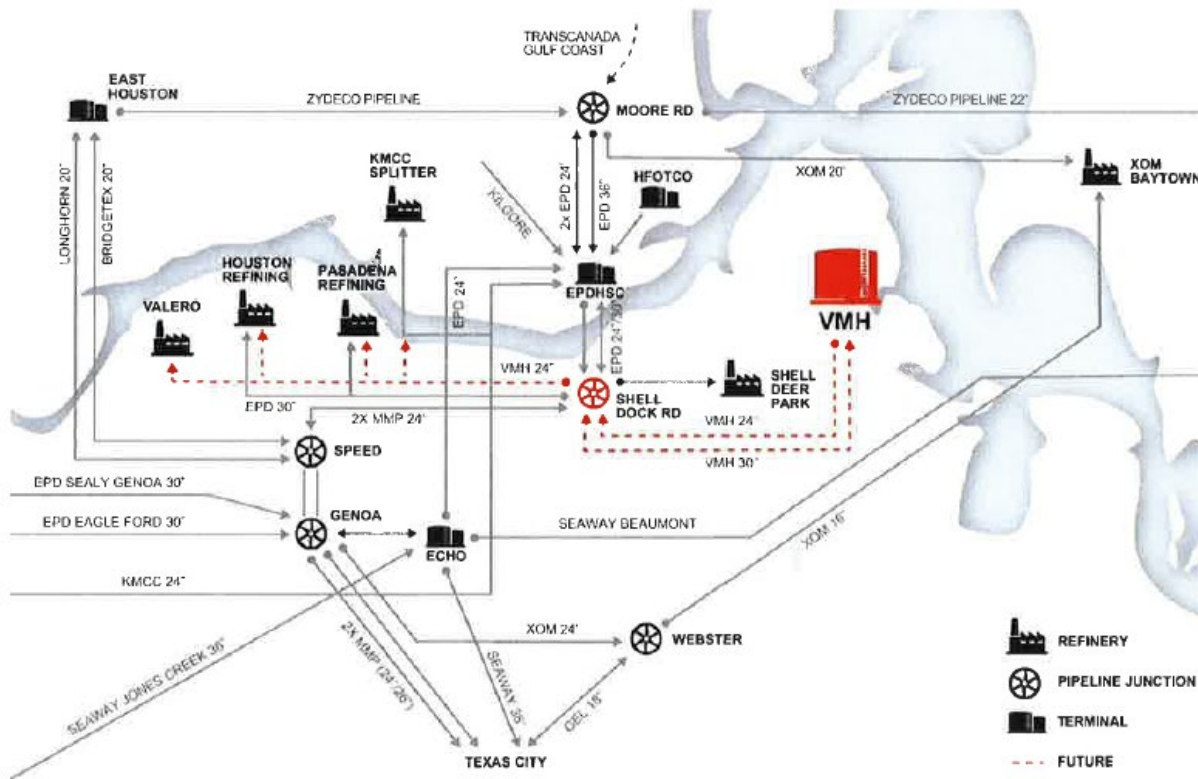 TRANSCANADA
GULF COAST
EAST
HOUSTON
ZYDECO PIPELINE
MOORE RD
ZYDECO PIPELINE 22"
KMCC
SPLITTER
HFOTCO
XOM 20"
XOM
BAYTOWN
LONGHORN 20"
BRIDGETEX 20"
KILGORE
2x EPD 24"
EPD 36"
HOUSTON
REFINING
PASADENA
REFINING
VALERO
EPD 24"
EPDHSC
EPD 24"/30"
VMH
VMH 24"
EPD 30"
2X MMP 24"
SHELL
DOCK RD
SHELL
DEER
PARK
VMH 24"
VMH 30"
SPEED
EPD SEALY GENOA 30"
EPD EAGLE FORD 30"
GENOA
ECHO
SEAWAY BEAUMONT
XOM 16"
KMCC 24"
SEAWAY JONES CREEK 36"
2X MMP (24"/26")
SEAWAY 36"
XOM 24"
WEBSTER
GEL 18"
TEXAS CITY
REFINERY
PIPELINE JUNCTION
TERMINAL
FUTURE